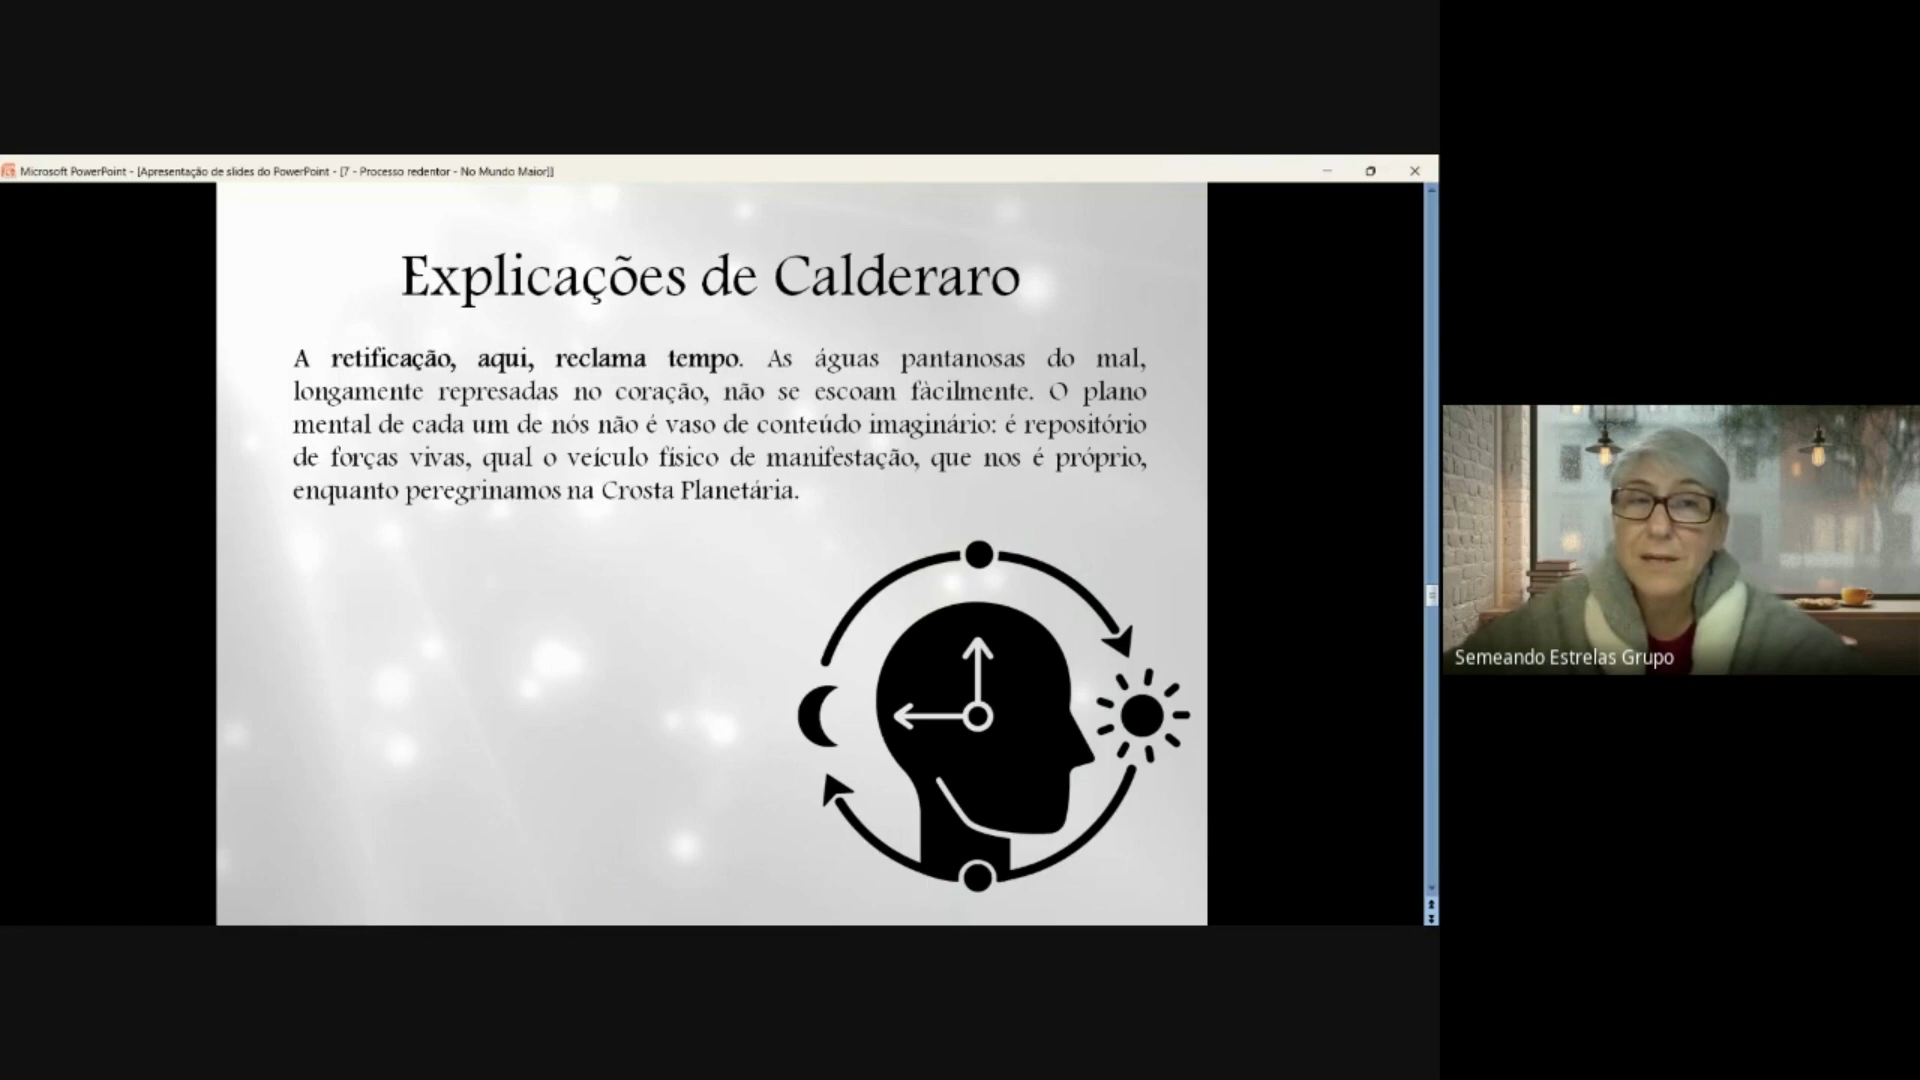 Microsoft PowerPoint - [Apresentação de slides do PowerPoint - [7 - Processo redentor - No Mundo Maior]]
Explicações de Calderaro
A retificação, aqui, reclama tempo. As águas pantanosas do mal,
longamente represadas no coração, não se escoam fàcilmente. O plano
mental de cada um de nós não é vaso de conteúdo imaginário: é repositório
de forças vivas, qual o veículo físico de manifestação, que nos é próprio,
enquanto peregrinamos na Crosta Planetária.
Semeando Estrelas Grupo